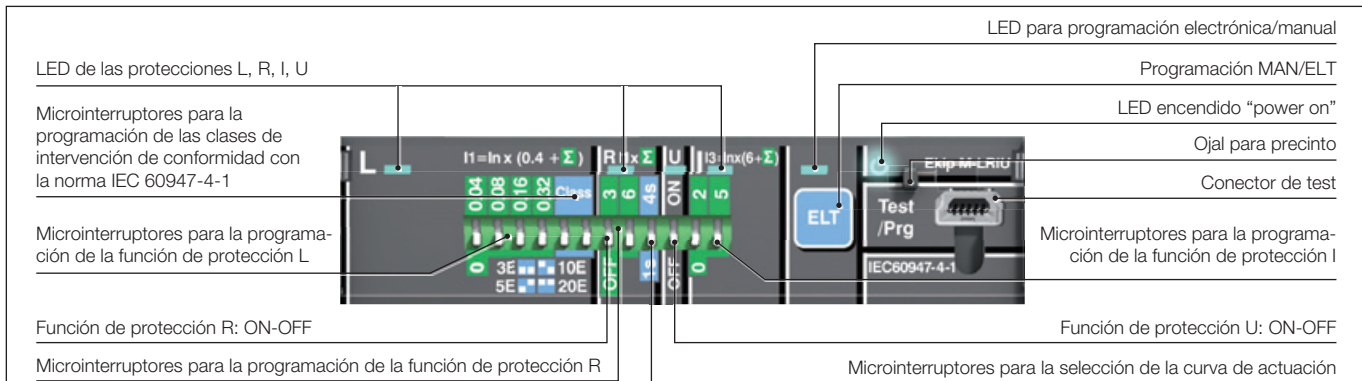 LED para programación electrónica/manual
LED de las protecciones L, R, I, U
Programación MAN/ELT
Microinterruptores para la
programación de las clases de
intervención de conformidad con
la norma IEC 60947-4-1
LED encendido “power on”
Ojal para precinto
Conector de test
Microinterruptores para la programa-
ción de la función de protección L
Microinterruptores para la programa-
ción de la función de protección I
Función de protección R: ON-OFF
Función de protección U: ON-OFF
Microinterruptores para la programación de la función de protección R
Microinterruptores para la selección de la curva de actuación
L
I1=In x (0.4 + Σ)
R I1x Σ
U
I3=Inx(6+Σ)
Ekip M-LRIU
0.04
0.08
0.16
0.32
Class
3
6
4s
ON
2
5
ELT
Test
/Prg
0
3E
10E
5E
20E
OFF
1s
OFF
0
IEC60947-4-1